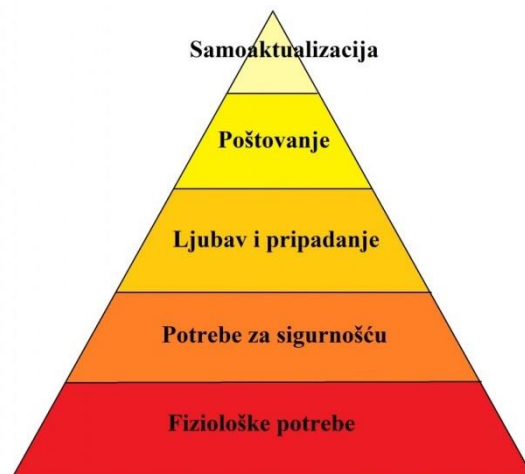 Samoaktualizacija
Poštovanje
Ljubav i pripadanje
Potrebe za sigurnošću
Fiziološke potrebe